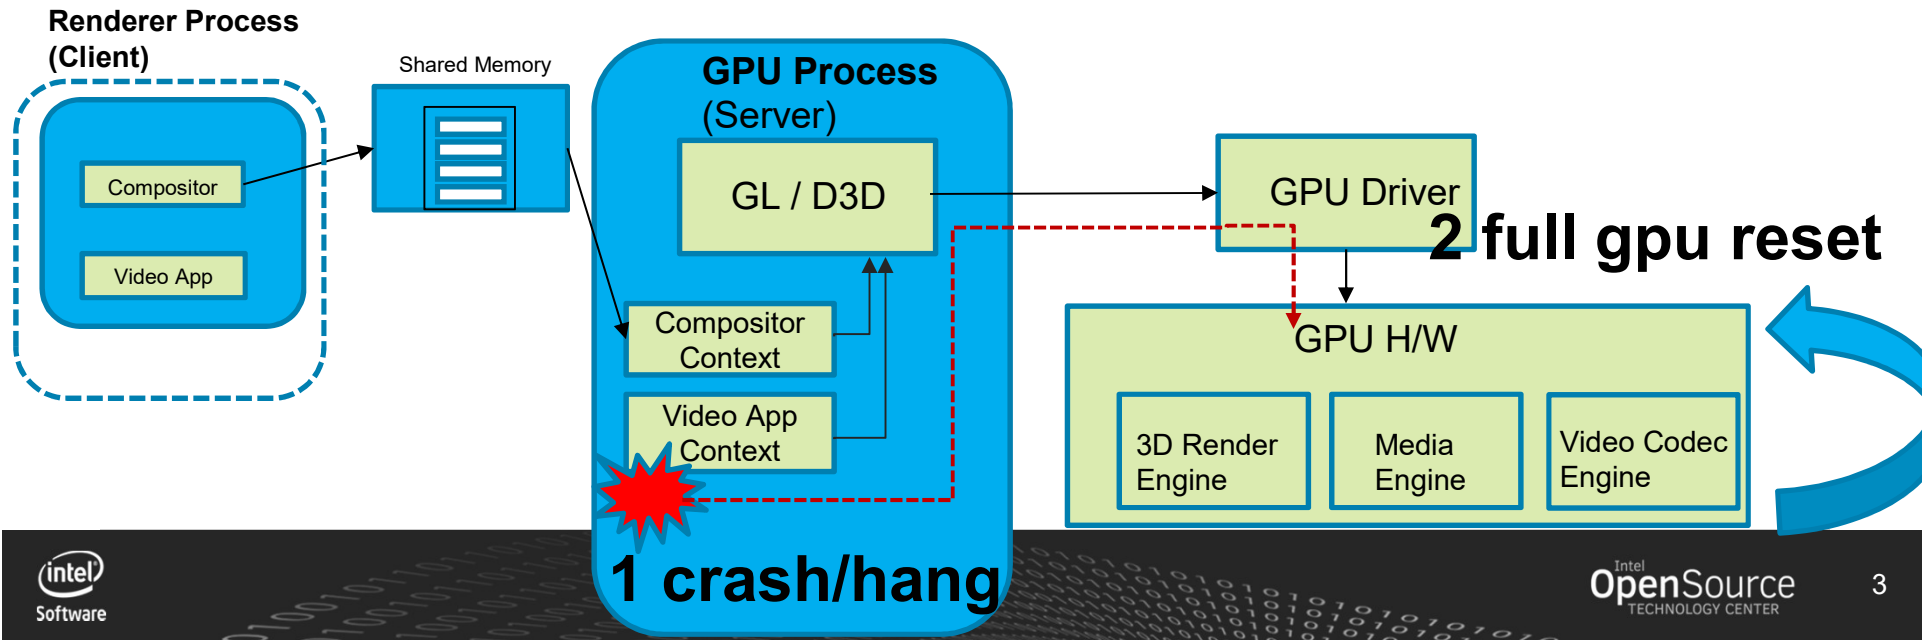 Renderer Process
(Client)
Compositor
Video App
Shared Memory
GPU Process
(Server)
GL / D3D
Compositor
Context
Video App
Context
1 crash/hang
GPU Driver
2 full gpu reset
GPU H/W
3D Render
Engine
Media
Engine
Video Codec
Engine
intel
Software
Intel
OpenSource
TECHNOLOGY CENTER
3